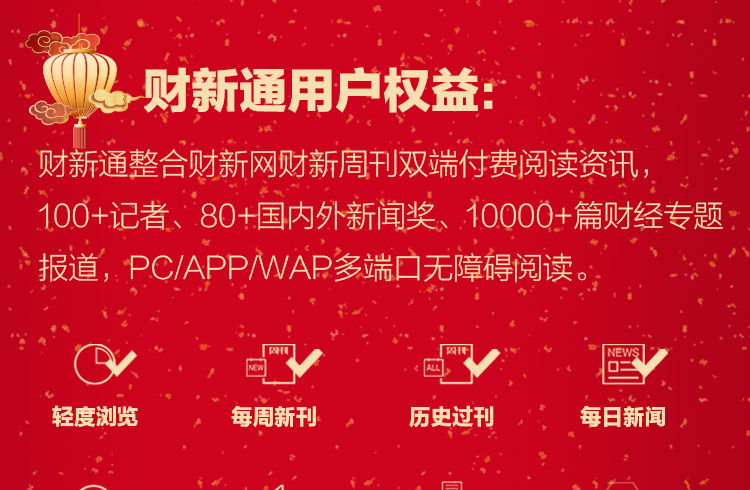 财新通用户权益:
财新通整合财新网财新周刊双端付费阅读资讯，
100+记者、80+国内外新闻奖、10000+篇财经专题
报道，PC/APP/WAP多端口无障碍阅读。
周刊 周刊 NEWS
NEW ALL
轻度浏览 每周新刊 历史过刊 每日新闻